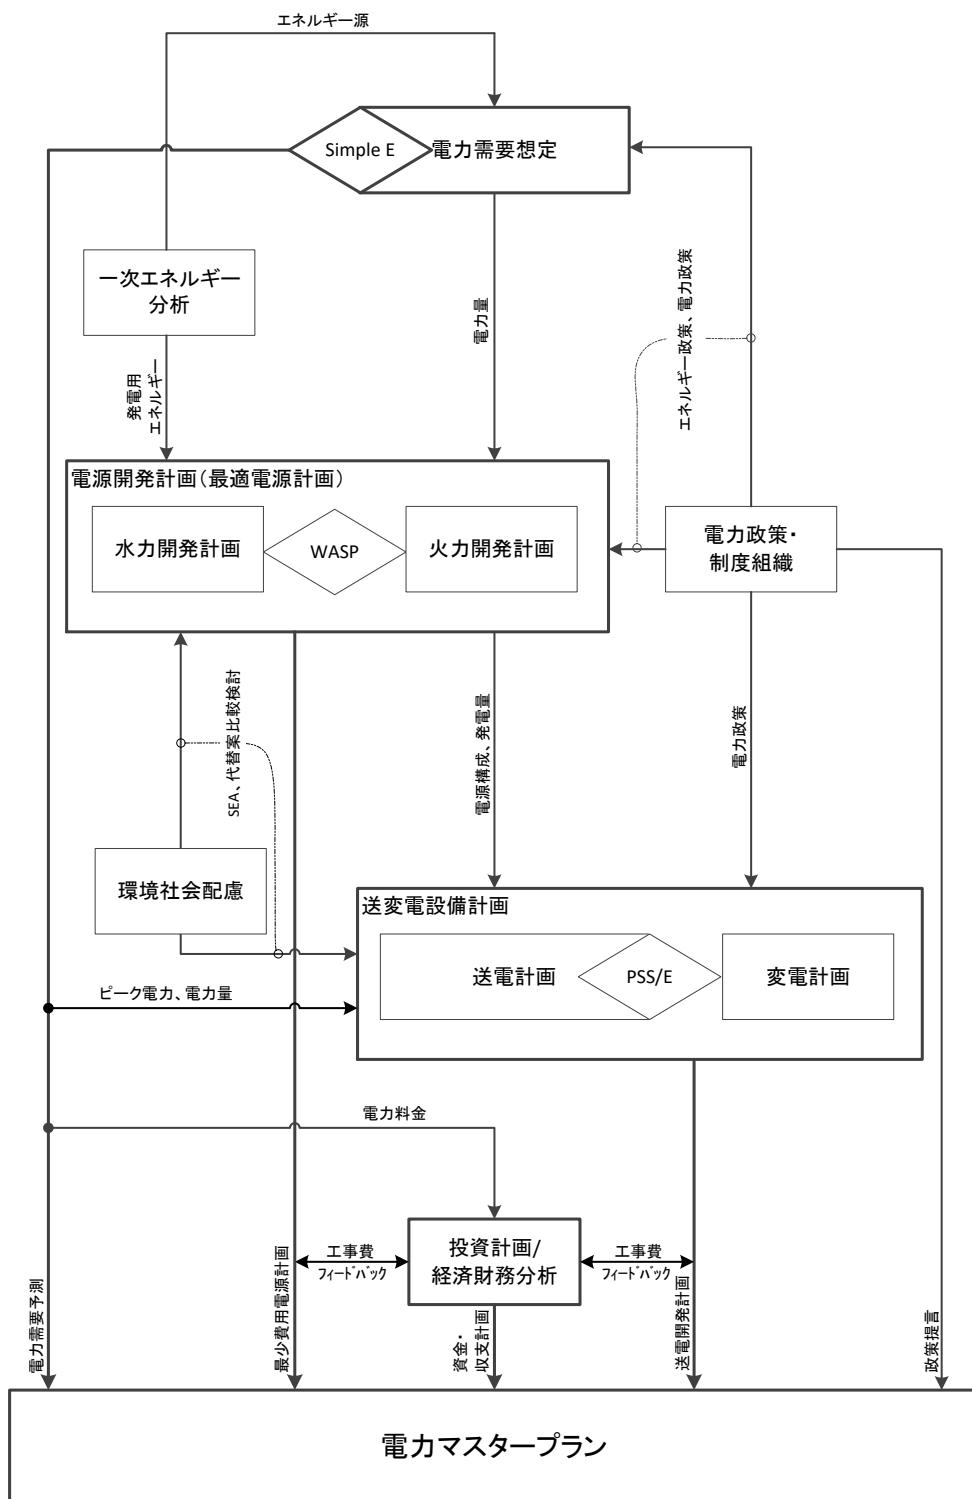 エネルギー源
Simple E
電力需要想定
一次エネルギー
分析
電力量
エネルギー政策、電力政策
発電用
エネルギー
電源開発計画（最適電源計画）
水力開発計画
WASP
火力開発計画
電力政策・
制度組織
SEA、代替案比較検討
電源構成、発電量
電力政策
環境社会配慮
送変電設備計画
送電計画
PSS/E
変電計画
ピーク電力、電力量
電力料金
投資計画/
経済財務分析
工事費
フィードバック
工事費
フィードバック
電力需要予測
最少費用電源計画
資金・
収支計画
送電開発計画
政策提言
電力マスタープラン